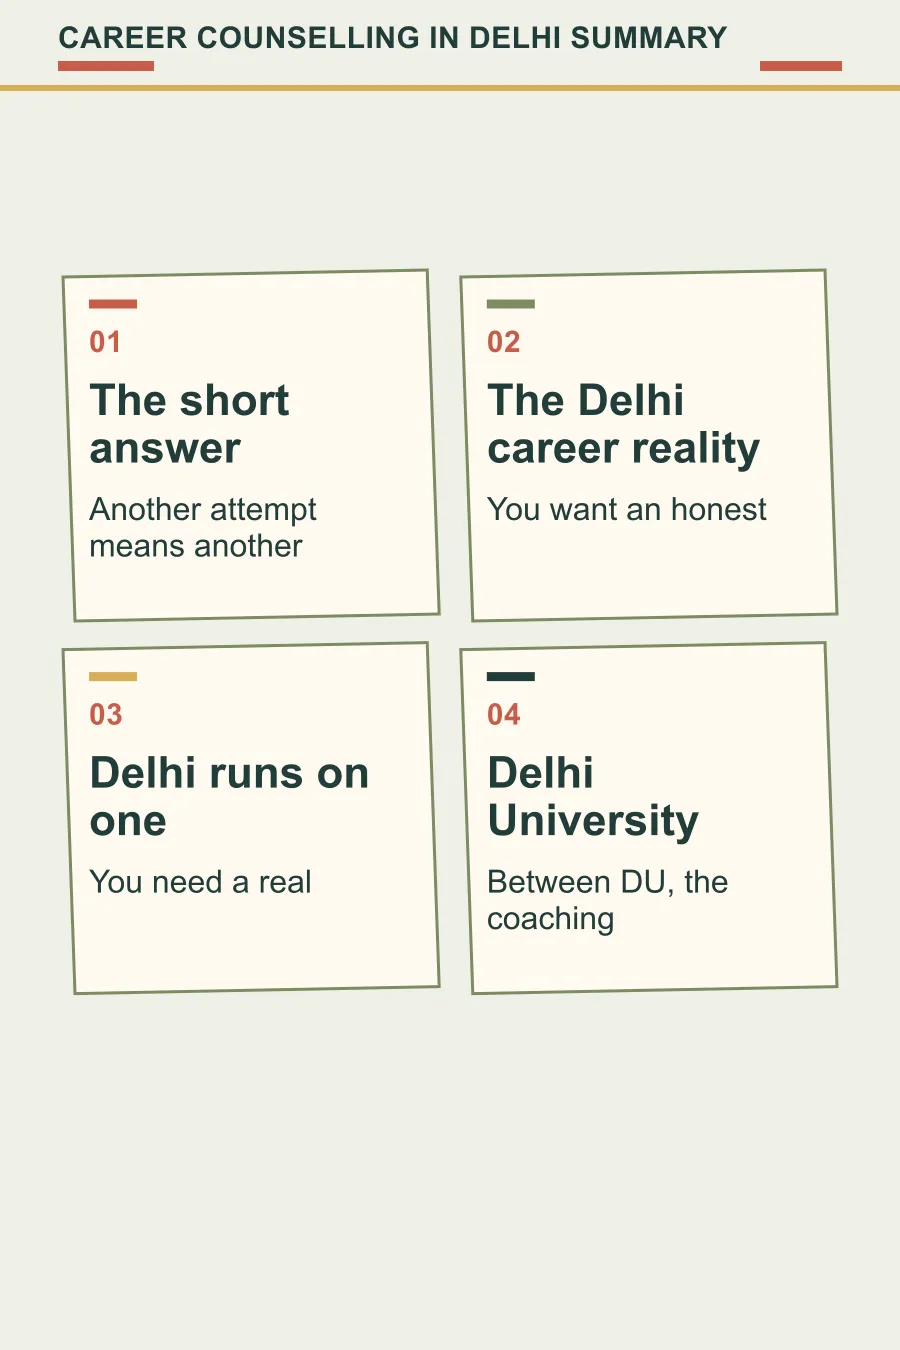 CAREER COUNSELLING IN DELHI SUMMARY
01
The short
answer
Another attempt
means another
02
The Delhi
career reality
You want an honest
03
Delhi runs on
one
You need a real
04
Delhi
University
Between DU, the
coaching